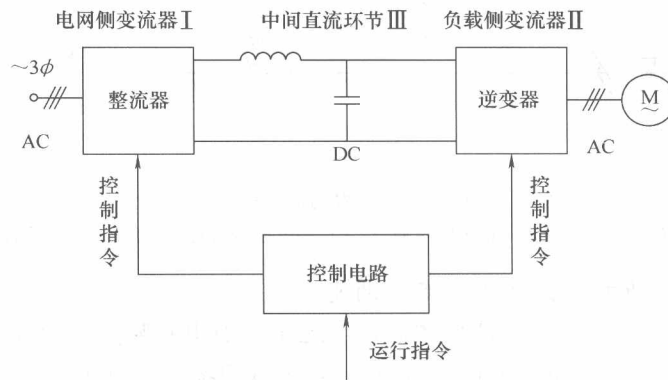 电网侧变流器Ⅰ
中间直流环节Ⅲ
负载侧变流器Ⅱ
~3ϕ
整流器
逆变器
M
~
AC
DC
AC
控制指令
控制指令
控制电路
运行指令